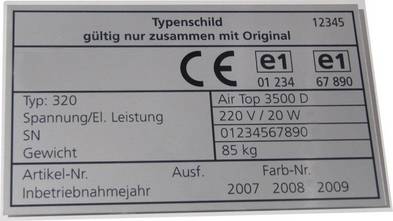 Typenschild 12345
gültig nur zusammen mit Original
CE e1 e1
01 234 67 890
Typ: 320 Air Top 3500 D
Spannung/El. Leistung 220 V / 20 W
SN 01234567890
Gewicht 85 kg
Artikel-Nr. Ausf. Farb-Nr.
Inbetriebnahmejahr 2007 2008 2009